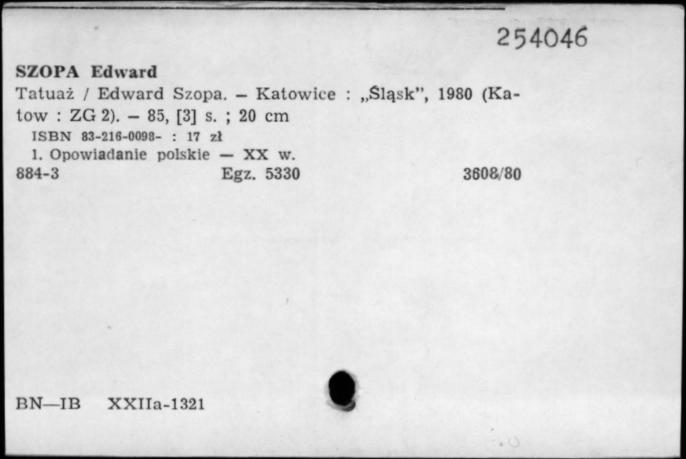 254046
SZOPA Edward
Tatuaż / Edward Szopa. — Katowice : „Śląsk”, 1980 (Ka-
tow : ZG 2). — 85, [3] s. ; 20 cm
ISBN 83-216-0098- : 17 zł
1. Opowiadanie polskie — XX w.
884-3 Egz. 5330 3608/80
BN—IB XXIIa-1321